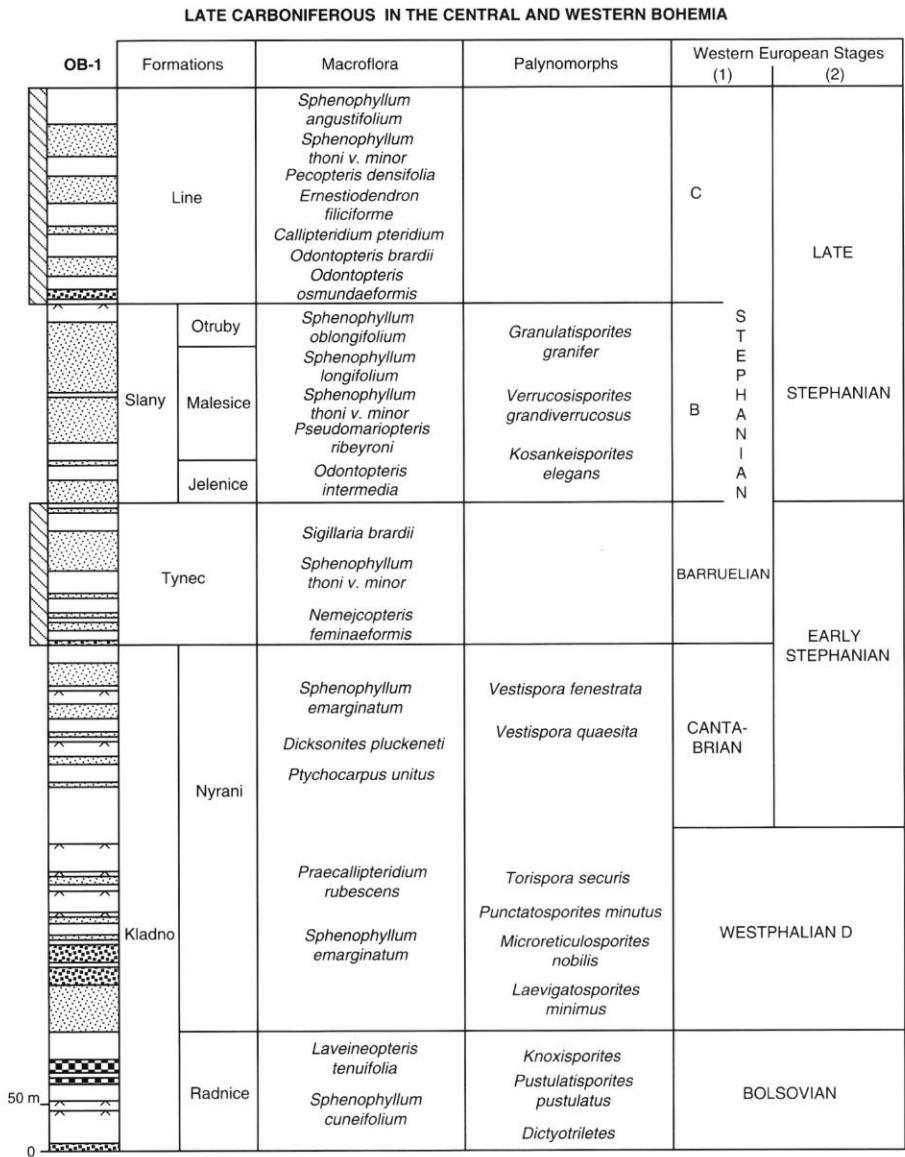 LATE CARBONIFEROUS IN THE CENTRAL AND WESTERN BOHEMIA
OB-1
Formations
Macroflora
Palynomorphs
Western European Stages
(1)
(2)
Line
Sphenophyllum
angustifolium
Sphenophyllum
thoni v. minor
Pecopteris densifolia
Ernestiodendron
filiciforme
Callipteridium pteridium
Odontopteris brardii
Odontopteris
osmundaeformis
C
LATE
STEPHANIAN
Slany
Otruby
Malesice
Jelenice
Sphenophyllum
oblongifolium
Sphenophyllum
longifolium
Sphenophyllum
thoni v. minor
Pseudomariopteris
ribeyroni
Odontopteris
intermedia
Granulatisporites
granifer
Verrucosisporites
grandiverrucosus
Kosankeisporites
elegans
B
S
T
E
P
H
A
N
I
A
N
Tynec
Sigillaria brardii
Sphenophyllum
thoni v. minor
Nemejcopteris
feminaeformis
BARRUELIAN
EARLY
STEPHANIAN
Kladno
Nyrani
Sphenophyllum
emarginatum
Dicksonites pluckeneti
Ptychocarpus unitus
Vestispora fenestrata
Vestispora quaesita
CANTA-
BRIAN
Praecallipteridium
rubescens
Sphenophyllum
emarginatum
Torispora securis
Punctatosporites minutus
Microreticulosporites
nobilis
Laevigatosporites
minimus
WESTPHALIAN D
Radnice
Laveineopteris
tenuifolia
Sphenophyllum
cuneifolium
Knoxisporites
Pustulatisporites
pustulatus
Dictyotriletes
BOLSOVIAN
50 m
0